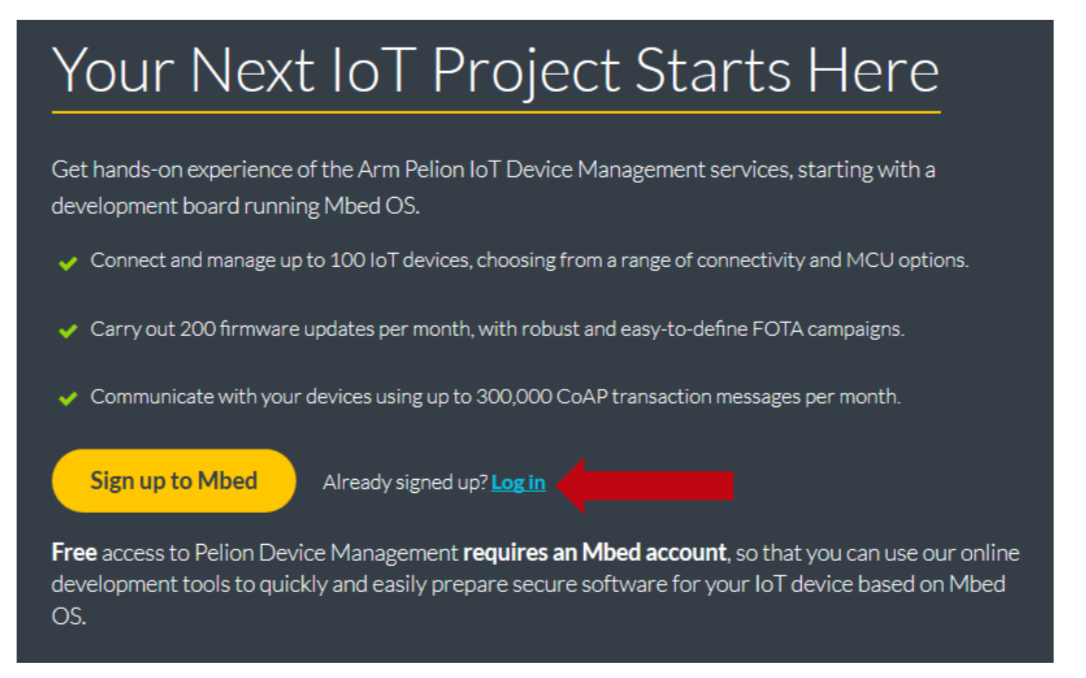 Your Next IoT Project Starts Here
Get hands-on experience of the Arm Pelion IoT Device Management services, starting with a
development board running Mbed OS.
Connect and manage up to 100 IoT devices, choosing from a range of connectivity and MCU options.
Carry out 200 firmware updates per month, with robust and easy-to-define FOTA campaigns.
Communicate with your devices using up to 300,000 CoAP transaction messages per month.
Sign up to Mbed Already signed up? Log in
Free access to Pelion Device Management requires an Mbed account, so that you can use our online
development tools to quickly and easily prepare secure software for your IoT device based on Mbed
OS.